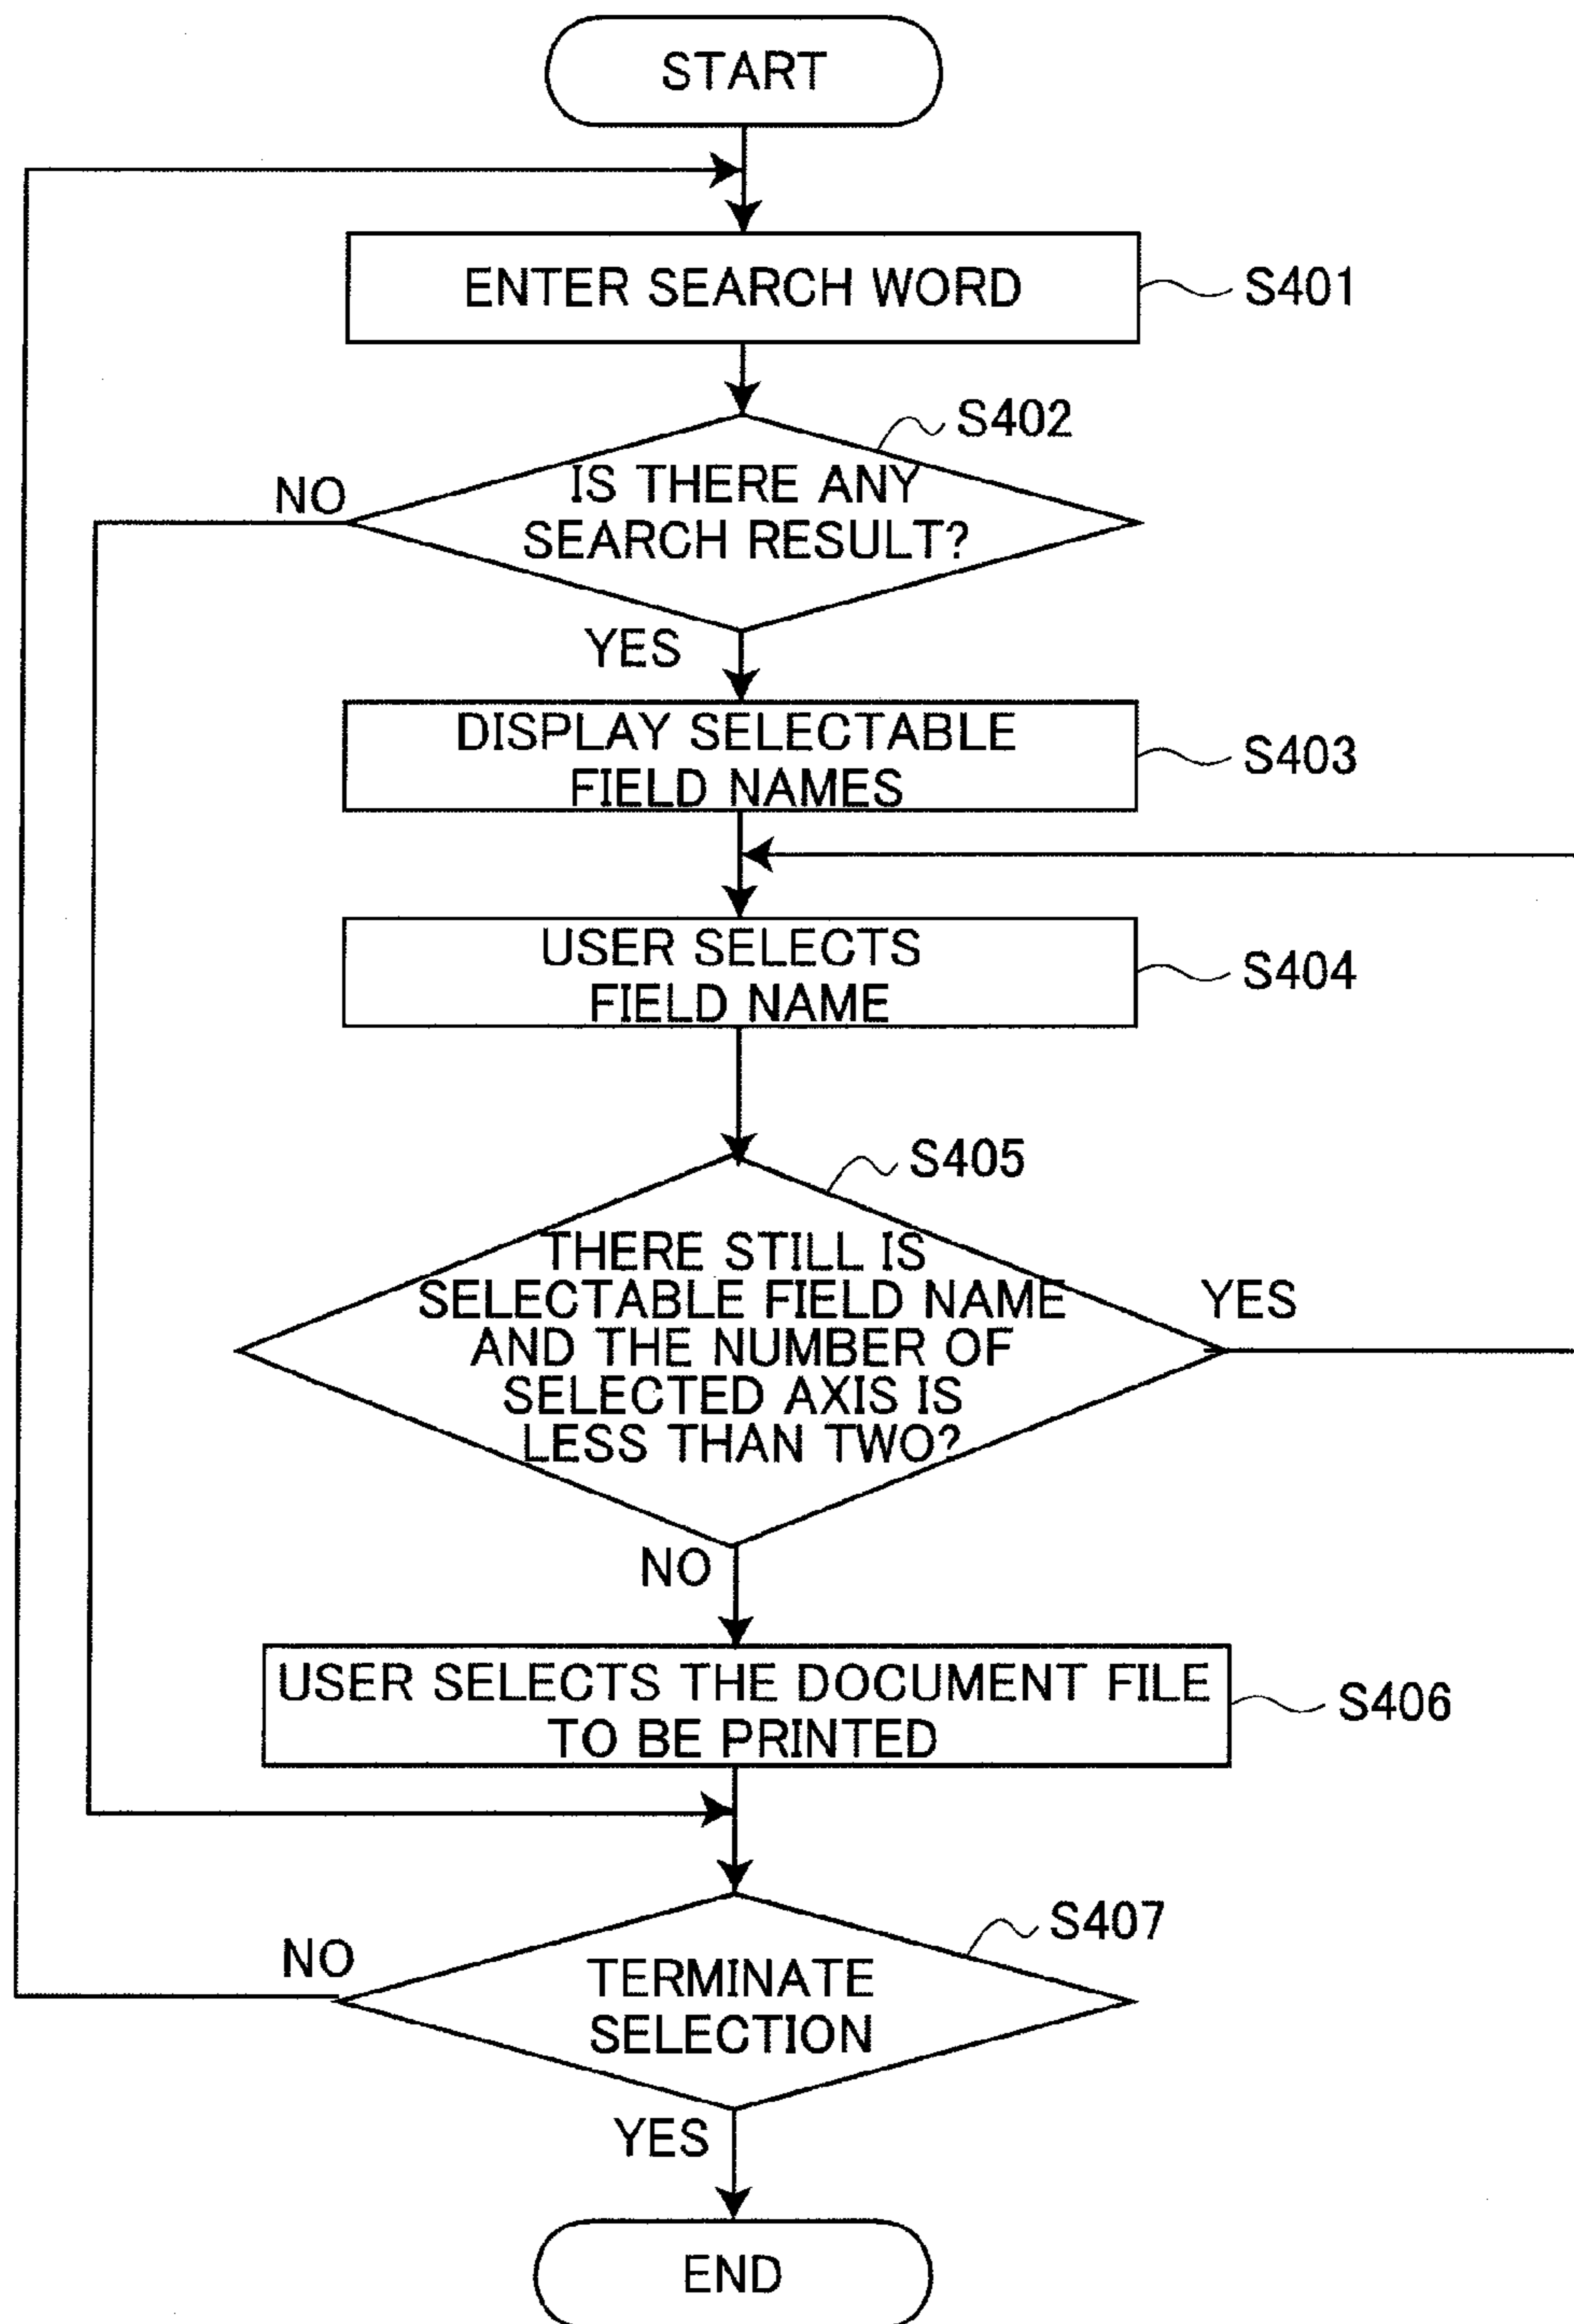 START
ENTER SEARCH WORD
S401
S402
IS THERE ANY
SEARCH RESULT?
NO
YES
DISPLAY SELECTABLE
FIELD NAMES
S403
USER SELECTS
FIELD NAME
S404
S405
THERE STILL IS
SELECTABLE FIELD NAME
AND THE NUMBER OF
SELECTED AXIS IS
LESS THAN TWO?
YES
NO
USER SELECTS THE DOCUMENT FILE
TO BE PRINTED
S406
S407
NO
TERMINATE
SELECTION
YES
END